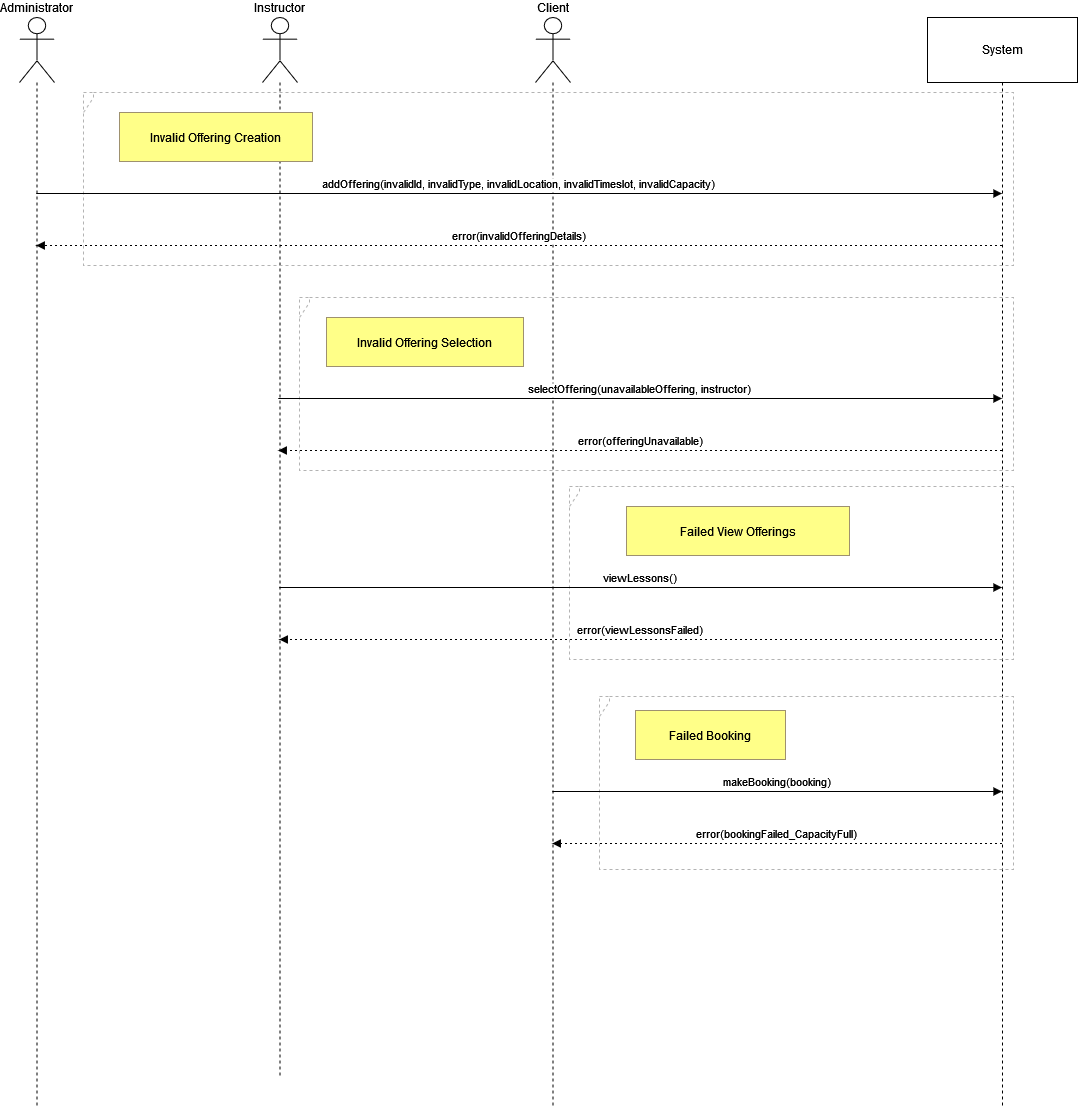 Administrator
Instructor
Client
System
Invalid Offering Creation
addOffering(invalidId, invalidType, invalidLocation, invalidTimeslot, invalidCapacity)
error(invalidOfferingDetails)
Invalid Offering Selection
selectOffering(unavailableOffering, instructor)
error(offeringUnavailable)
Failed View Offerings
viewLessons()
error(viewLessonsFailed)
Failed Booking
makeBooking(booking)
error(bookingFailed_CapacityFull)